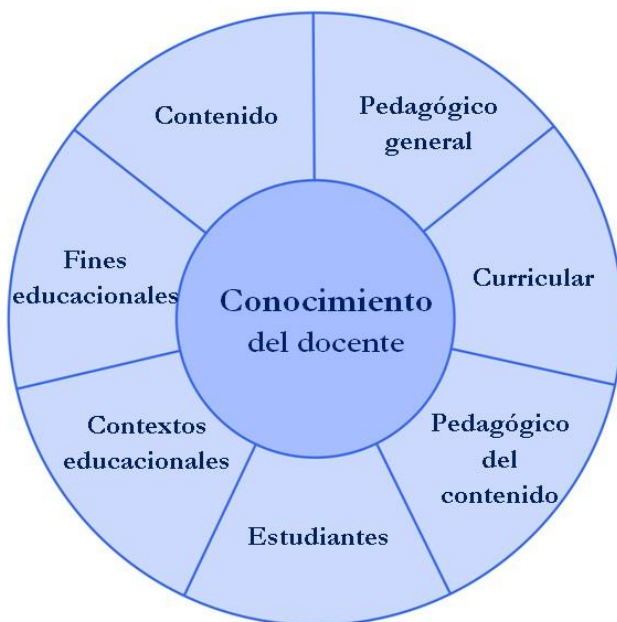 Contenido
Pedagógico
general
Fines
educacionales
Curricular
Conocimiento
del docente
Contextos
educacionales
Pedagógico
del
contenido
Estudiantes